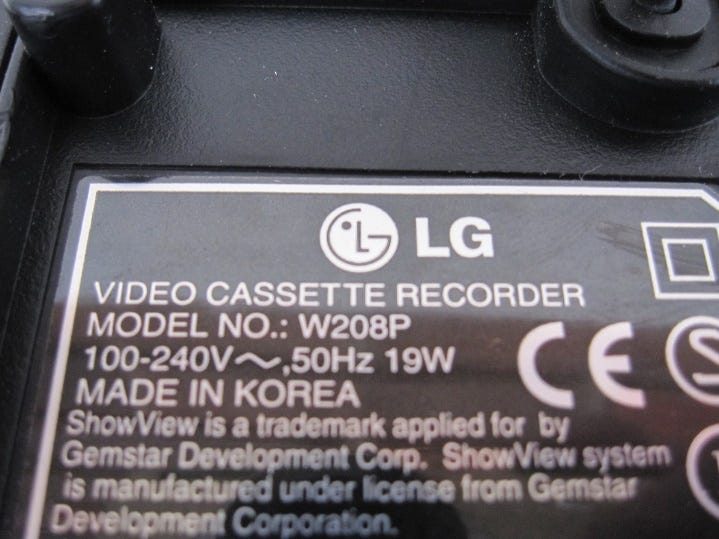 LG
VIDEO CASSETTE RECORDER
MODEL NO.: W208P
100-240V～,50Hz 19W
MADE IN KOREA
CE
ShowView is a trademark applied for by
Gemstar Development Corp. ShowView system
is manufactured under license from Gemstar
Development Corporation.